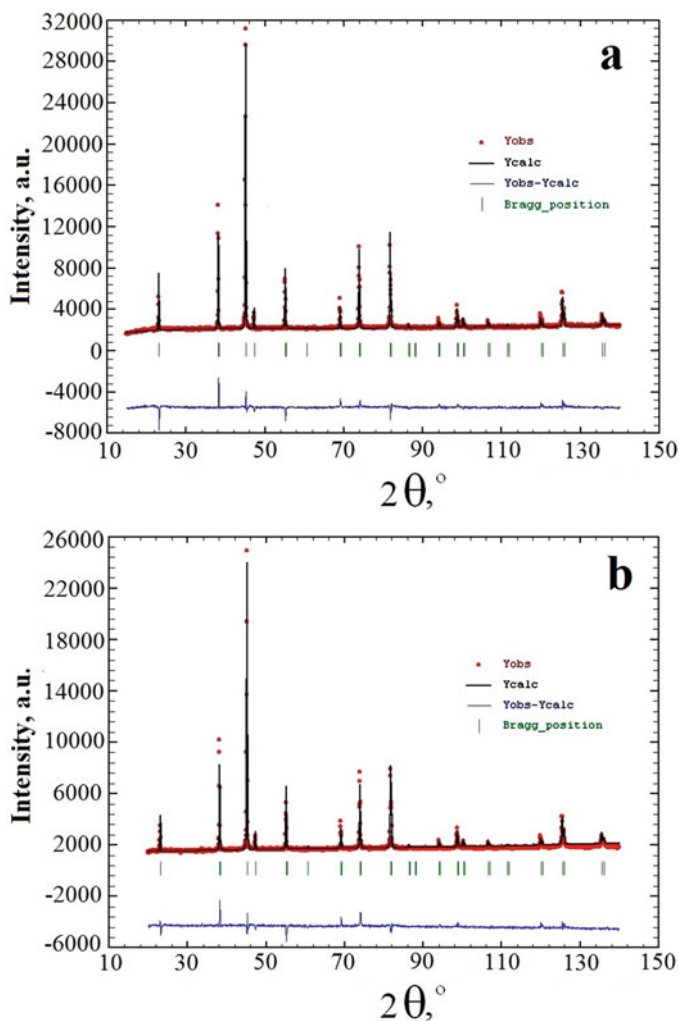 32000
a
28000
24000
Yobs
20000
Ycalc
Yobs-Ycalc
16000
Bragg_position
12000
8000
4000
0
-4000
-8000
Intensity, a.u.
10 30 50 70 90 110 130 150
2θ,°
26000
b
22000
18000
Yobs
Ycalc
14000
Yobs-Ycalc
Bragg_position
10000
6000
2000
-2000
-6000
Intensity, a.u.
10 30 50 70 90 110 130 150
2θ,°